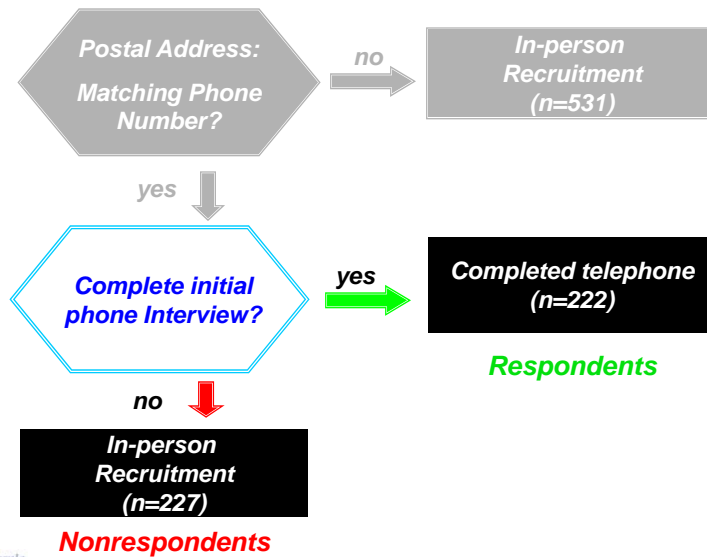 Postal Address:
Matching Phone
Number?
no
In-person
Recruitment
(n=531)
yes
Complete initial
phone Interview?
yes
Completed telephone
(n=222)
Respondents
no
In-person
Recruitment
(n=227)
Nonrespondents